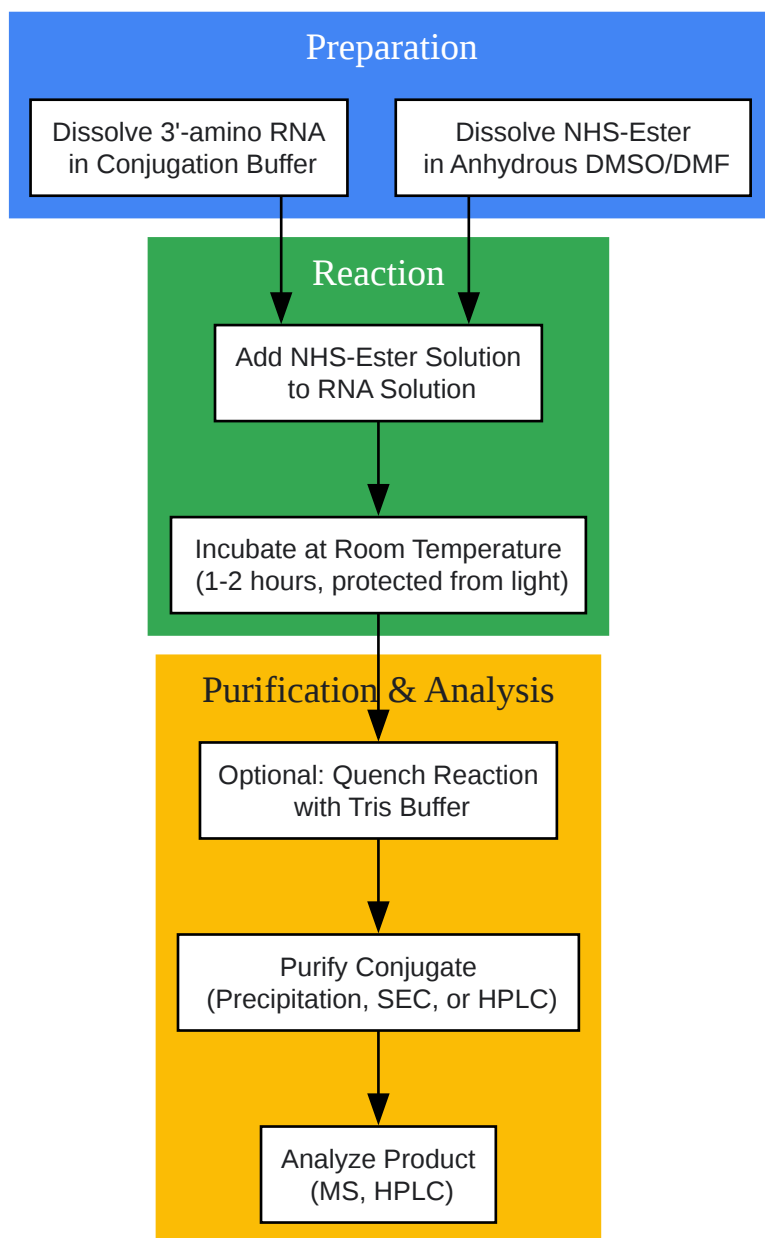 Preparation
Dissolve 3'-amino RNA
in Conjugation Buffer
Dissolve NHS-Ester
in Anhydrous DMSO/DMF
Reaction
Add NHS-Ester Solution
to RNA Solution
Incubate at Room Temperature
(1-2 hours, protected from light)
Purification & Analysis
Optional: Quench Reaction
with Tris Buffer
Purify Conjugate
(Precipitation, SEC, or HPLC)
Analyze Product
(MS, HPLC)